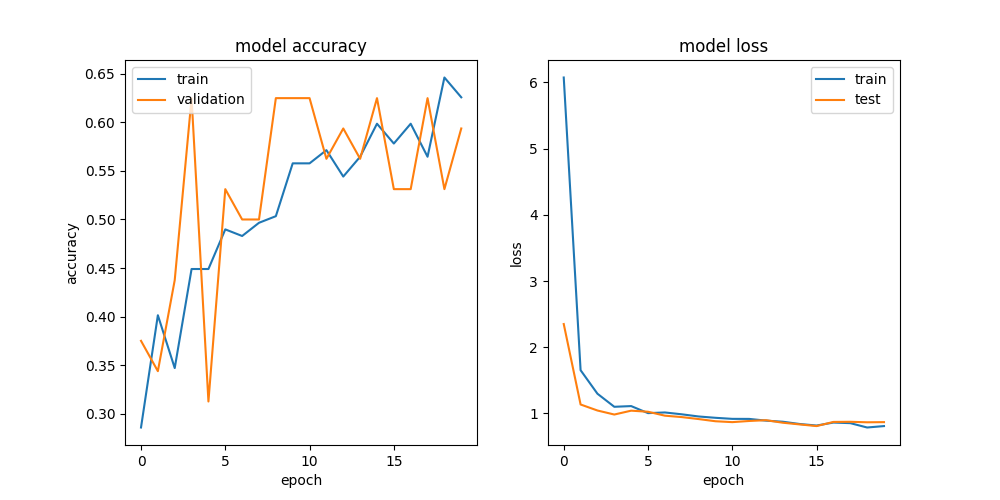 model accuracy
train
validation
0.65
0.60
0.55
0.50
0.45
0.40
0.35
0.30
accuracy
0
5
10
15
epoch
model loss
train
test
6
5
4
3
2
1
loss
0
5
10
15
epoch